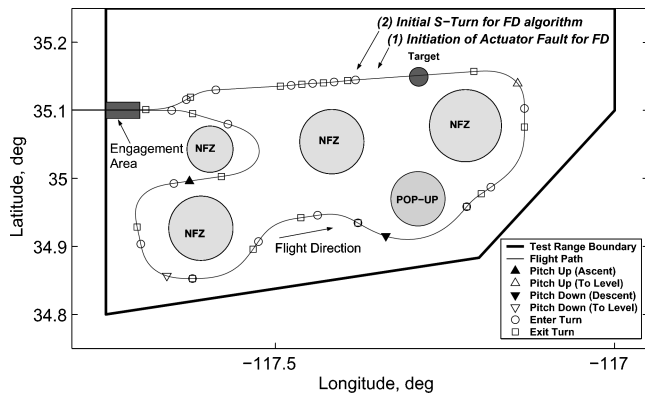 (2) Initial S-Turn for FD algorithm
(1) Initiation of Actuator Fault for FD
Target
35.2
35.1
35
34.9
34.8
Latitude, deg
Engagement
Area
NFZ
NFZ
NFZ
NFZ
POP-UP
Flight Direction
Test Range Boundary
Flight Path
Pitch Up (Ascent)
Pitch Up (To Level)
Pitch Down (Descent)
Pitch Down (To Level)
Enter Turn
Exit Turn
−117.5
−117
Longitude, deg